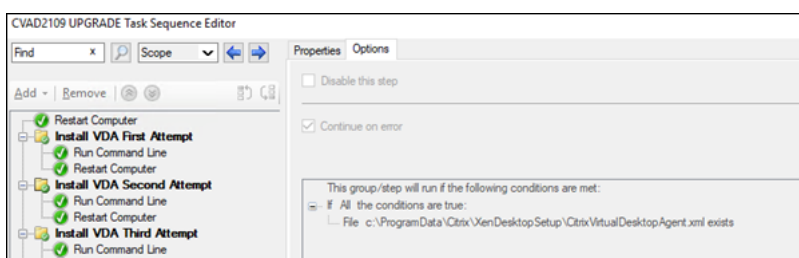 CVAD2109 UPGRADE Task Sequence Editor
Find x Scope
Properties Options
Disable this step
Add Remove
Continue on error
Restart Computer
Install VDA First Attempt
Run Command Line
Restart Computer
Install VDA Second Attempt
Run Command Line
Restart Computer
Install VDA Third Attempt
Run Command Line
This group/step will run if the following conditions are met:
If All the conditions are true:
File c:\ProgramData\Citrix\XenDesktopSetup\CitrixVirtualDesktopAgent.xml exists